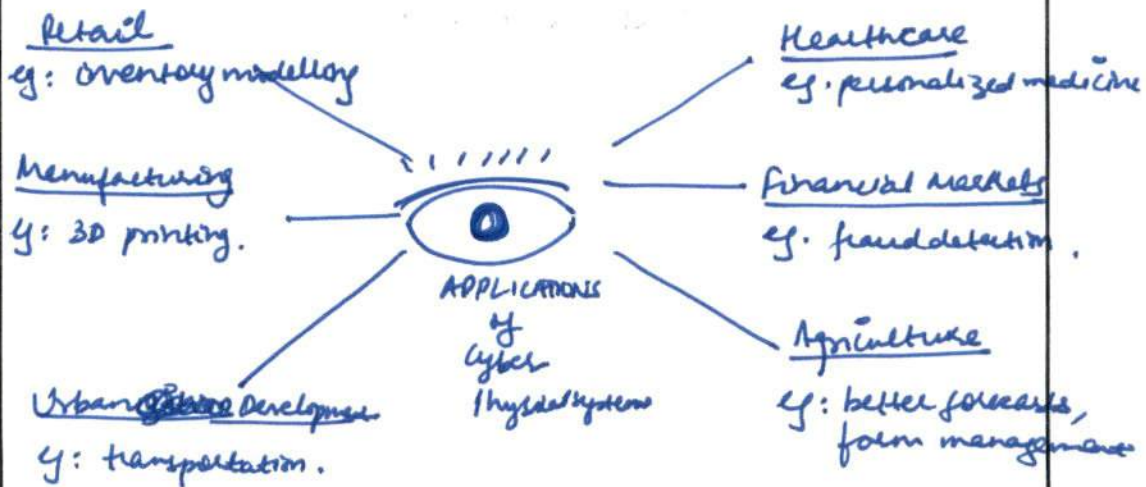 Retail
eg: inventory modelling
Manufacturing
eg: 3D printing.
Urban Development
eg: transportation.
APPLICATIONS
of
Cyber
Physical systems
Healthcare
eg. personalized medicine
Financial Markets
eg. fraud detection.
Agriculture
eg: better forecasts,
farm management